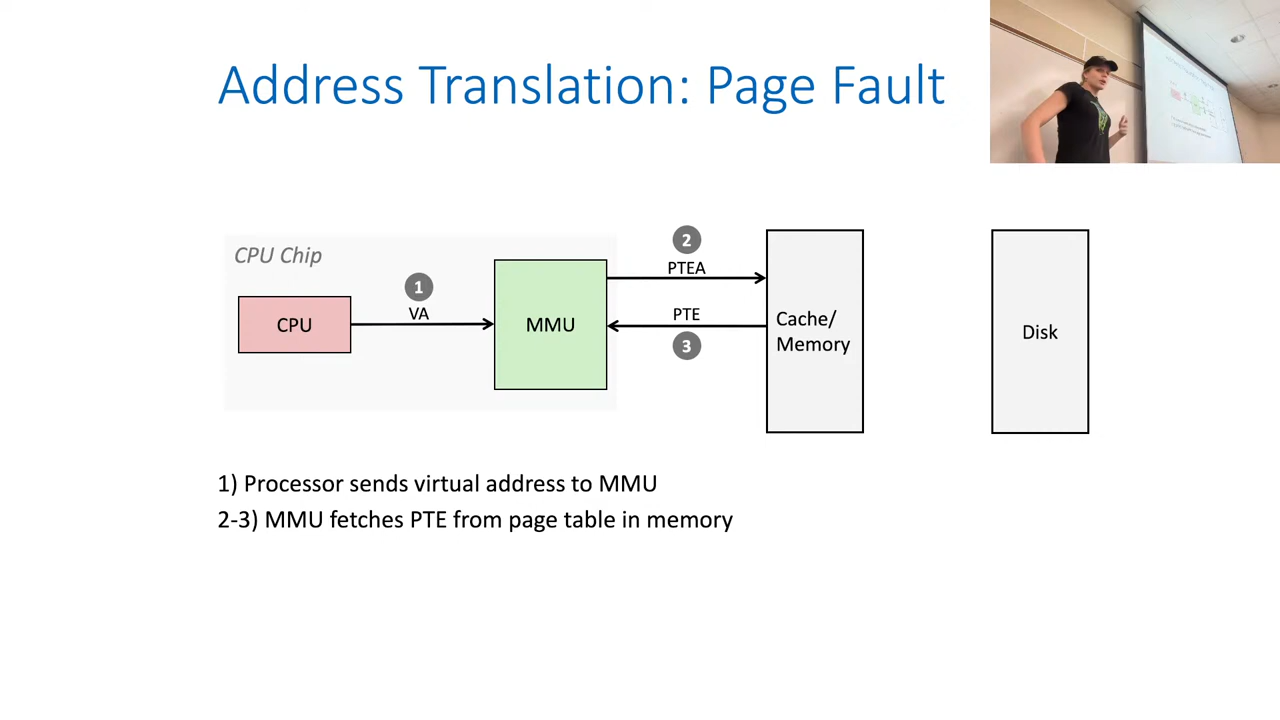 Address Translation: Page Fault
CPU Chip
CPU
1
VA
MMU
2
PTEA
PTE
3
Cache/
Memory
Disk
1) Processor sends virtual address to MMU
2-3) MMU fetches PTE from page table in memory